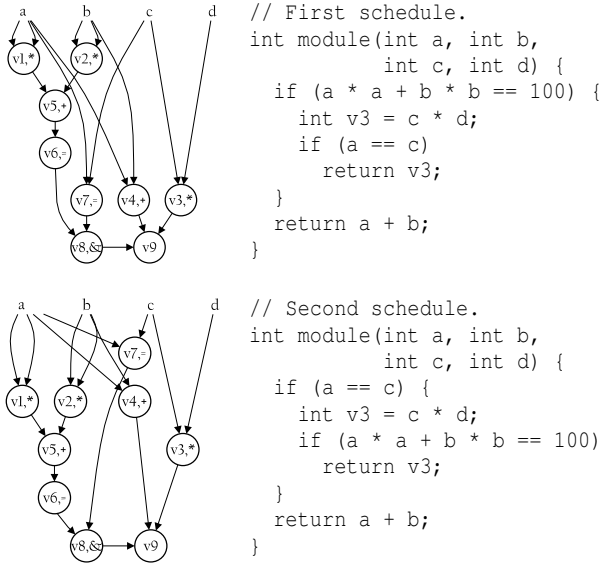 a b c d
v1,* v2,*
v5,+
v6,=
v7,= v4,+ v3,*
v8,& v9
// First schedule.
int module(int a, int b,
int c, int d) {
if (a * a + b * b == 100) {
int v3 = c * d;
if (a == c)
return v3;
}
return a + b;
}
a b c d
v7,=
v1,* v2,* v4,+
v5,+ v3,*
v6,=
v8,& v9
// Second schedule.
int module(int a, int b,
int c, int d) {
if (a == c) {
int v3 = c * d;
if (a * a + b * b == 100)
return v3;
}
return a + b;
}